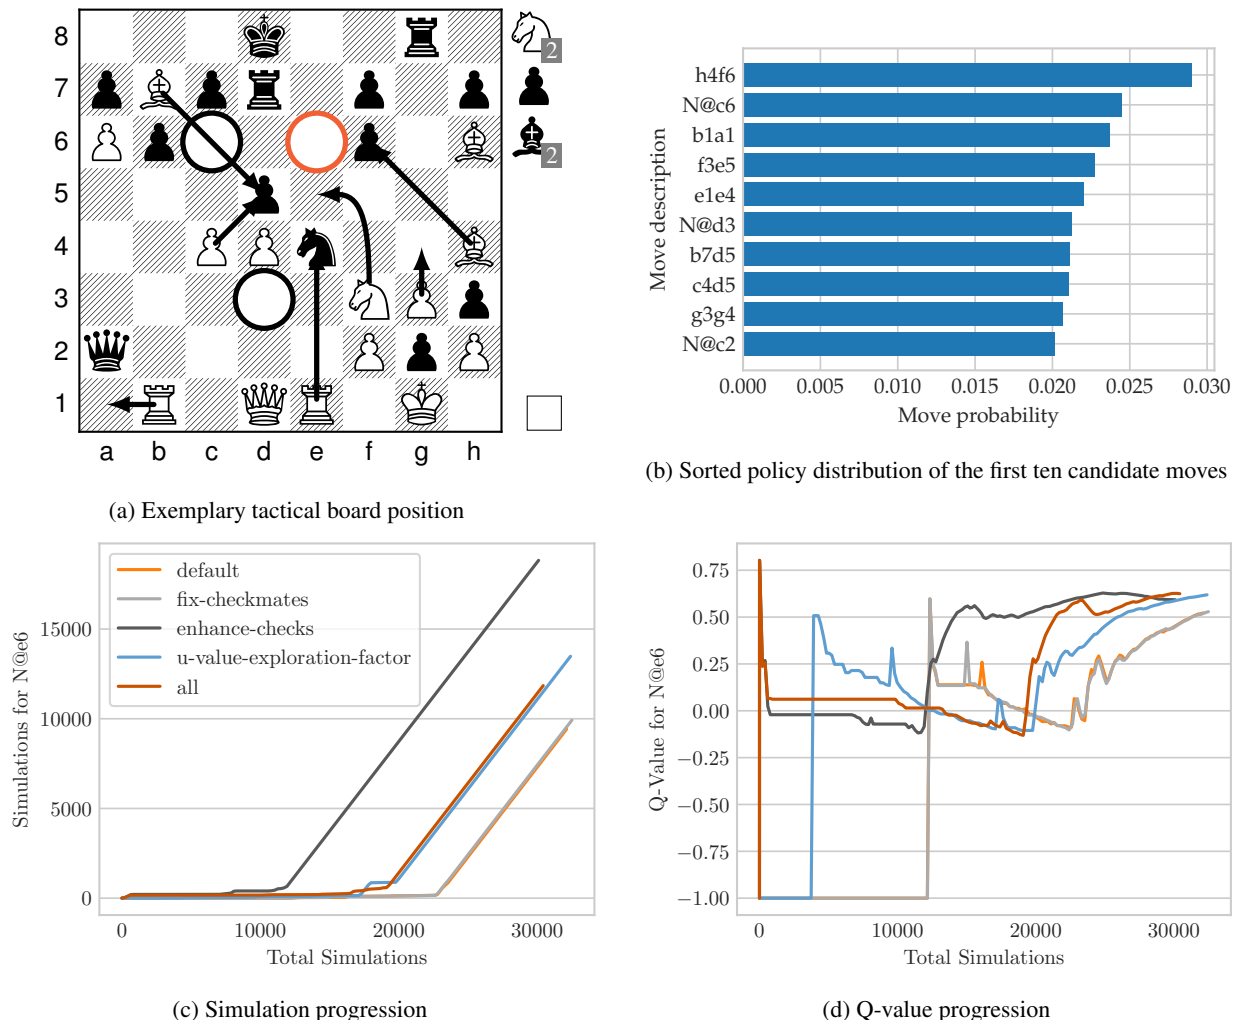 8
7
6
5
4
3
2
1
a b c d e f g h
2
2
Move description
h4f6
N@c6
b1a1
f3e5
e1e4
N@d3
b7d5
c4d5
g3g4
N@c2
0.000 0.005 0.010 0.015 0.020 0.025 0.030
Move probability
(a) Exemplary tactical board position
(b) Sorted policy distribution of the first ten candidate moves
Simulations for N@e6
15000
10000
5000
0
default
fix-checkmates
enhance-checks
u-value-exploration-factor
all
0 10000 20000 30000
Total Simulations
(c) Simulation progression
Q-Value for N@e6
0.75
0.50
0.25
0.00
−0.25
−0.50
−0.75
−1.00
0 10000 20000 30000
Total Simulations
(d) Q-value progression